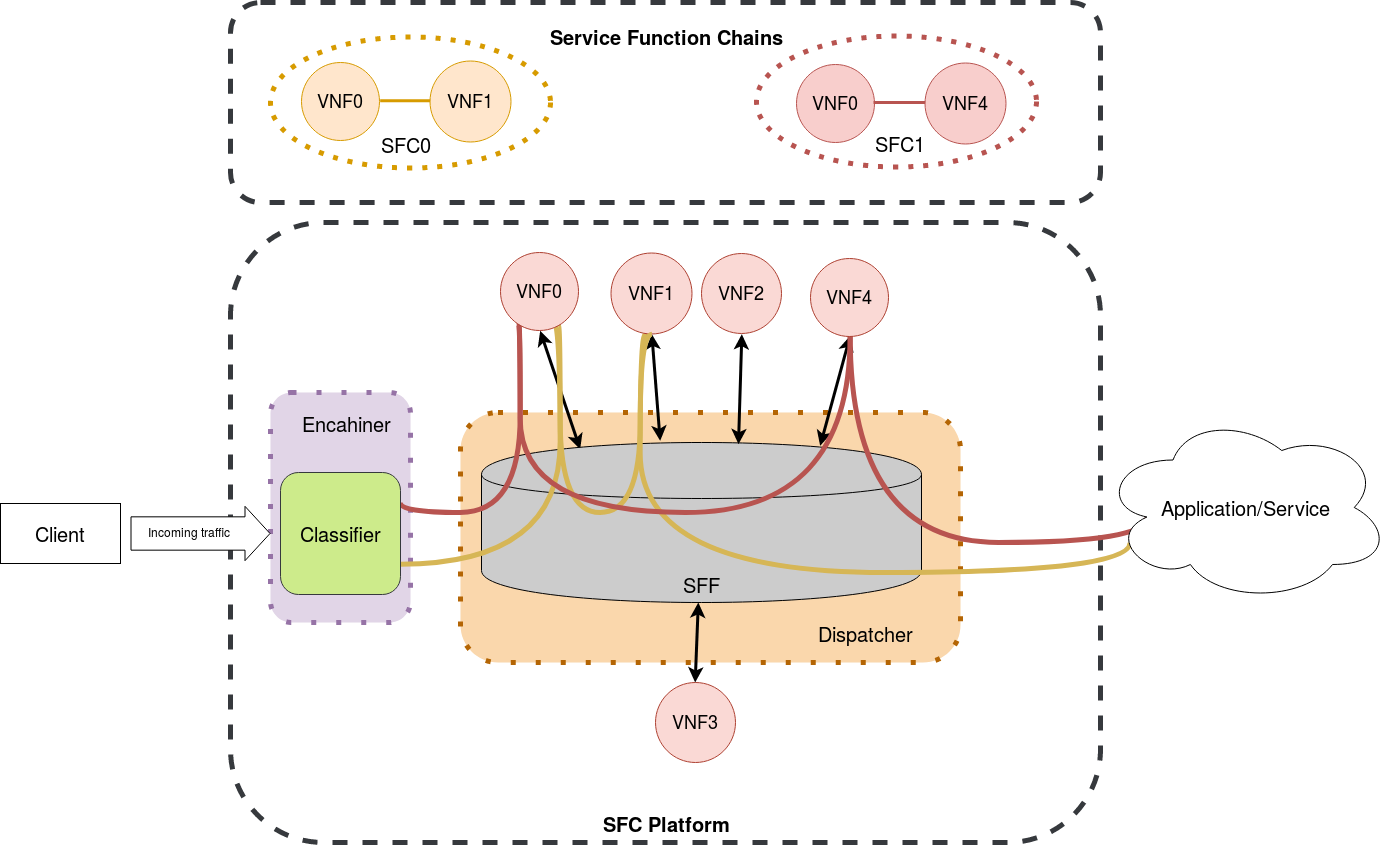 Service Function Chains
VNF0
VNF1
SFC0
VNF0
VNF4
SFC1
VNF0
VNF1
VNF2
VNF4
Encahiner
Classifier
Client
Incoming traffic
Application/Service
SFF
Dispatcher
VNF3
SFC Platform